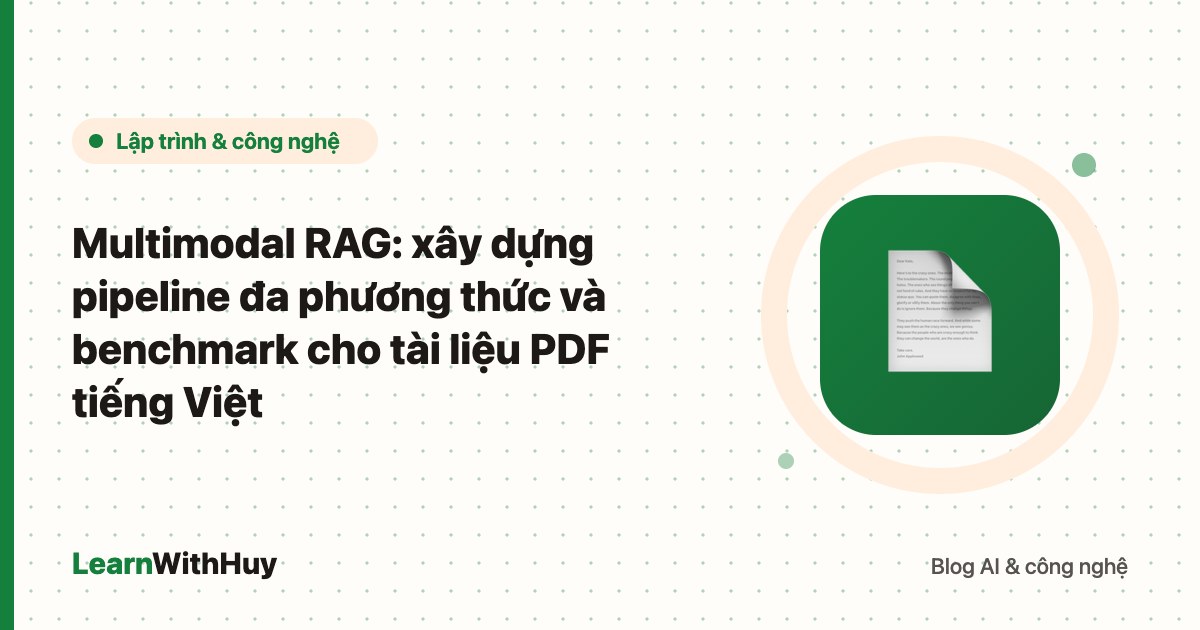 Lập trình & công nghệ
Multimodal RAG: xây dựng
pipeline đa phương thức và
benchmark cho tài liệu PDF
tiếng Việt
LearnWithHuy
Blog AI & công nghệ